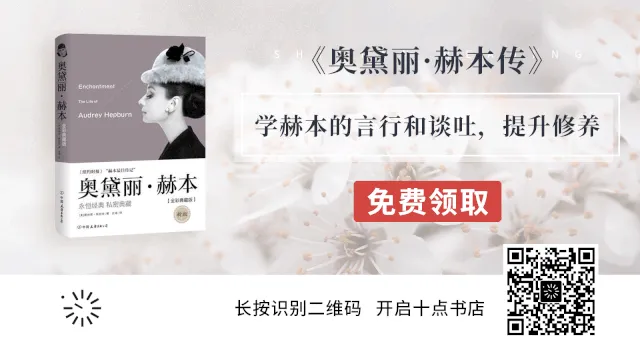 《奥黛丽·赫本传》
学赫本的言行和谈吐，提升修养
免费领取
奥黛丽·赫本
Enchantment
The Life of
Audrey Hepburn
奥黛丽·赫本
永恒经典 私密典藏
长按识别二维码 开启十点书店